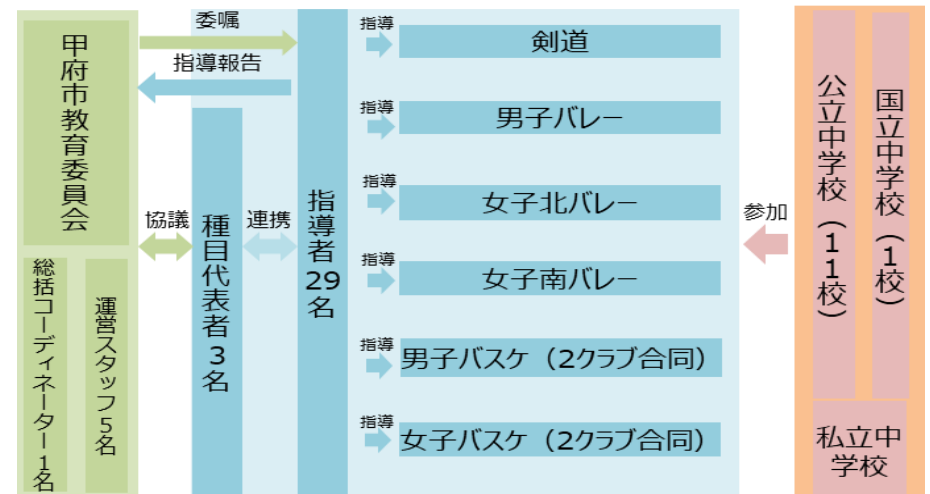 甲府市教育委員会
総括コーディネーター1名
運営スタッフ5名
委嘱
指導報告
協議
種目代表者3名
連携
指導者29名
指導
剣道
指導
男子バレー
指導
女子北バレー
指導
女子南バレー
指導
男子バスケ（2クラブ合同）
指導
女子バスケ（2クラブ合同）
参加
公立中学校（11校）
国立中学校（1校）
私立中
学校